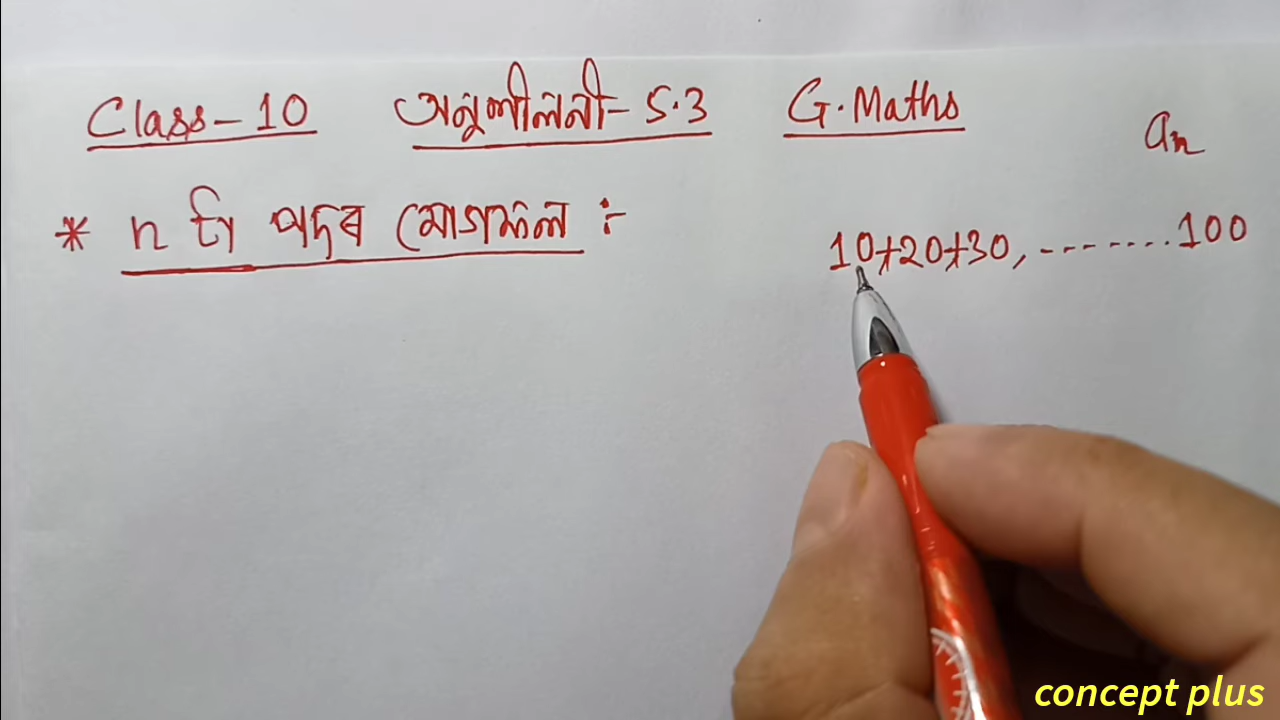 Class-10 অনুশীলনী-5.3 G.Maths
an
* n টা পদৰ যোগফল :-
10+20+30,-------100
concept plus